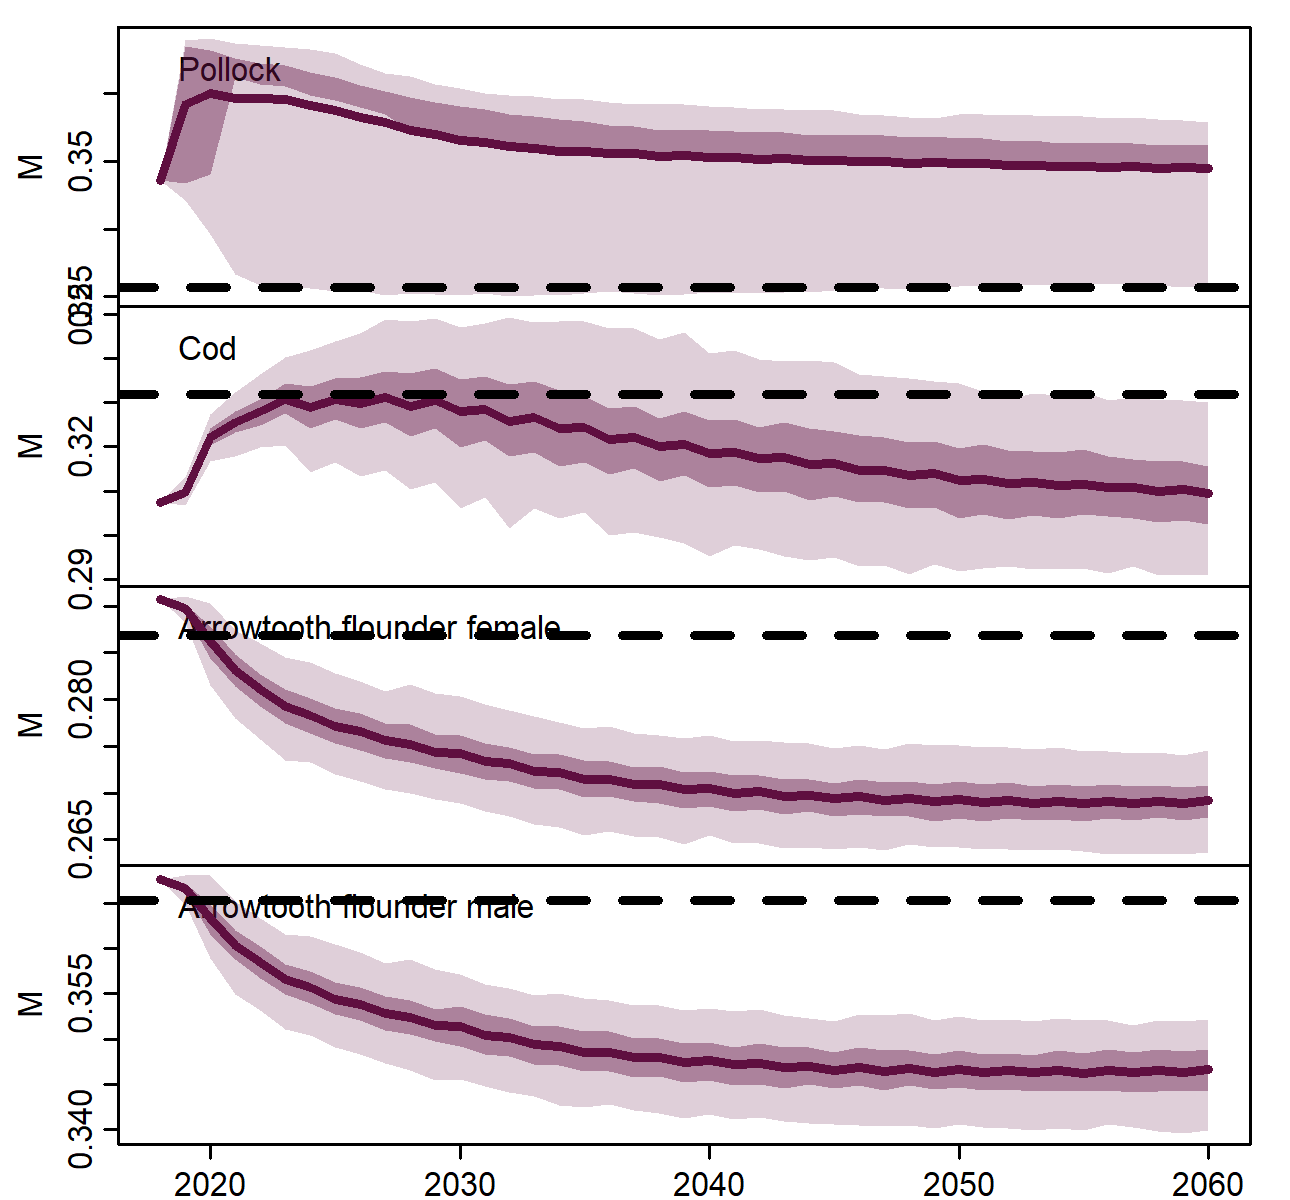 Pollock
M
0.35
Cod
M
0.32
0.29
Arrowtooth flounder female
M
0.280
0.265
Arrowtooth flounder male
M
0.355
0.340
2020 2030 2040 2050 2060